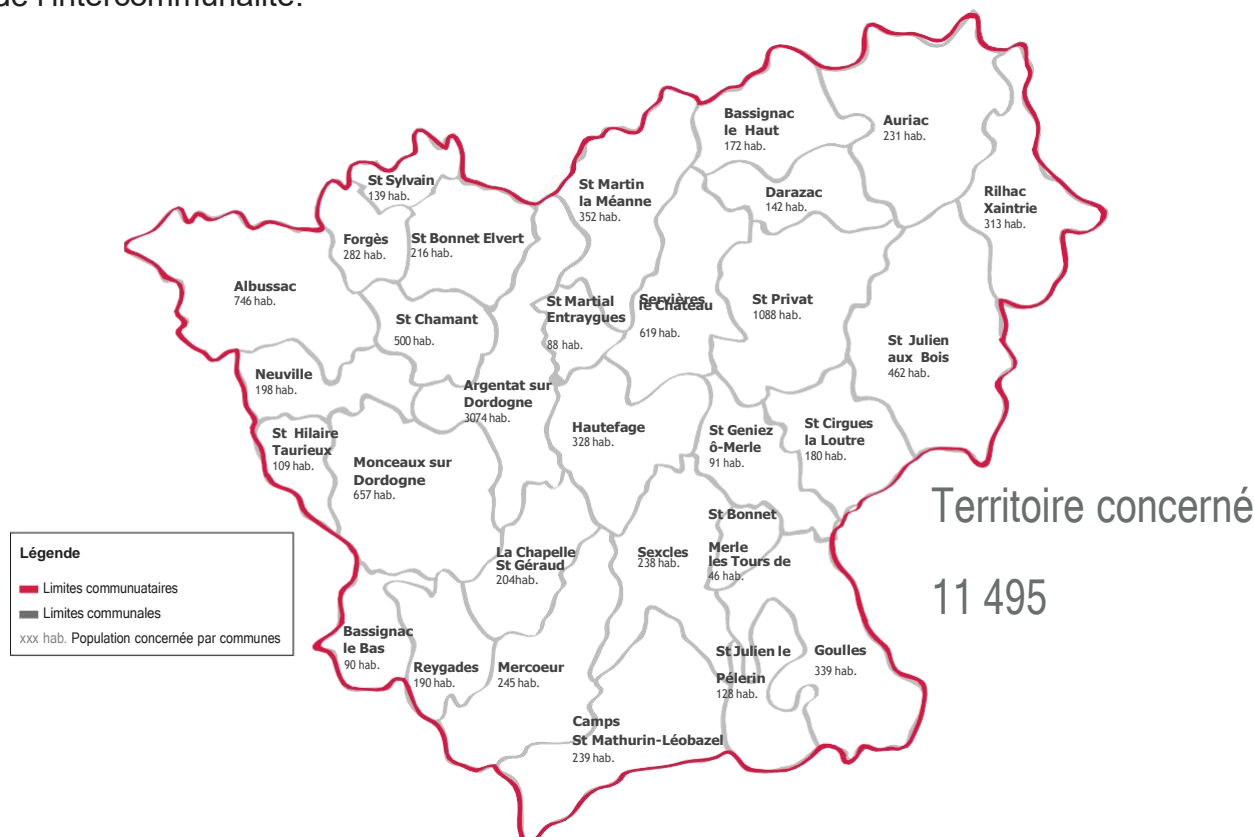 de l'intercommunalité.
Bassignac
le Haut
172 hab.
Auriac
231 hab.
St Sylvain
139 hab.
St Martin
la Méanne
352 hab.
Darazac
142 hab.
Rilhac
Xaintrie
313 hab.
Forgès
282 hab.
St Bonnet Elvert
216 hab.
Albussac
746 hab.
St Chamant
500 hab.
St Martial
Entraygues
88 hab.
Servières
le Château
619 hab.
St Privat
1088 hab.
St Julien
aux Bois
462 hab.
Neuville
198 hab.
Argentat sur
Dordogne
3074 hab.
St Hilaire
Taurieux
109 hab.
Monceaux sur
Dordogne
657 hab.
Hautefage
328 hab.
St Geniez
ô-Merle
91 hab.
St Cirgues
la Loutre
180 hab.
Territoire concerné
11 495
La Chapelle
St Géraud
204hab.
Sexcles
238 hab.
St Bonnet
Merle
les Tours de
46 hab.
Légende
Limites communuataires
Limites communales
xxx hab. Population concernée par communes
Bassignac
le Bas
90 hab.
Reygades
190 hab.
Mercoeur
245 hab.
St Julien le
Pélerin
128 hab.
Goulles
339 hab.
Camps
St Mathurin-Léobazel
239 hab.